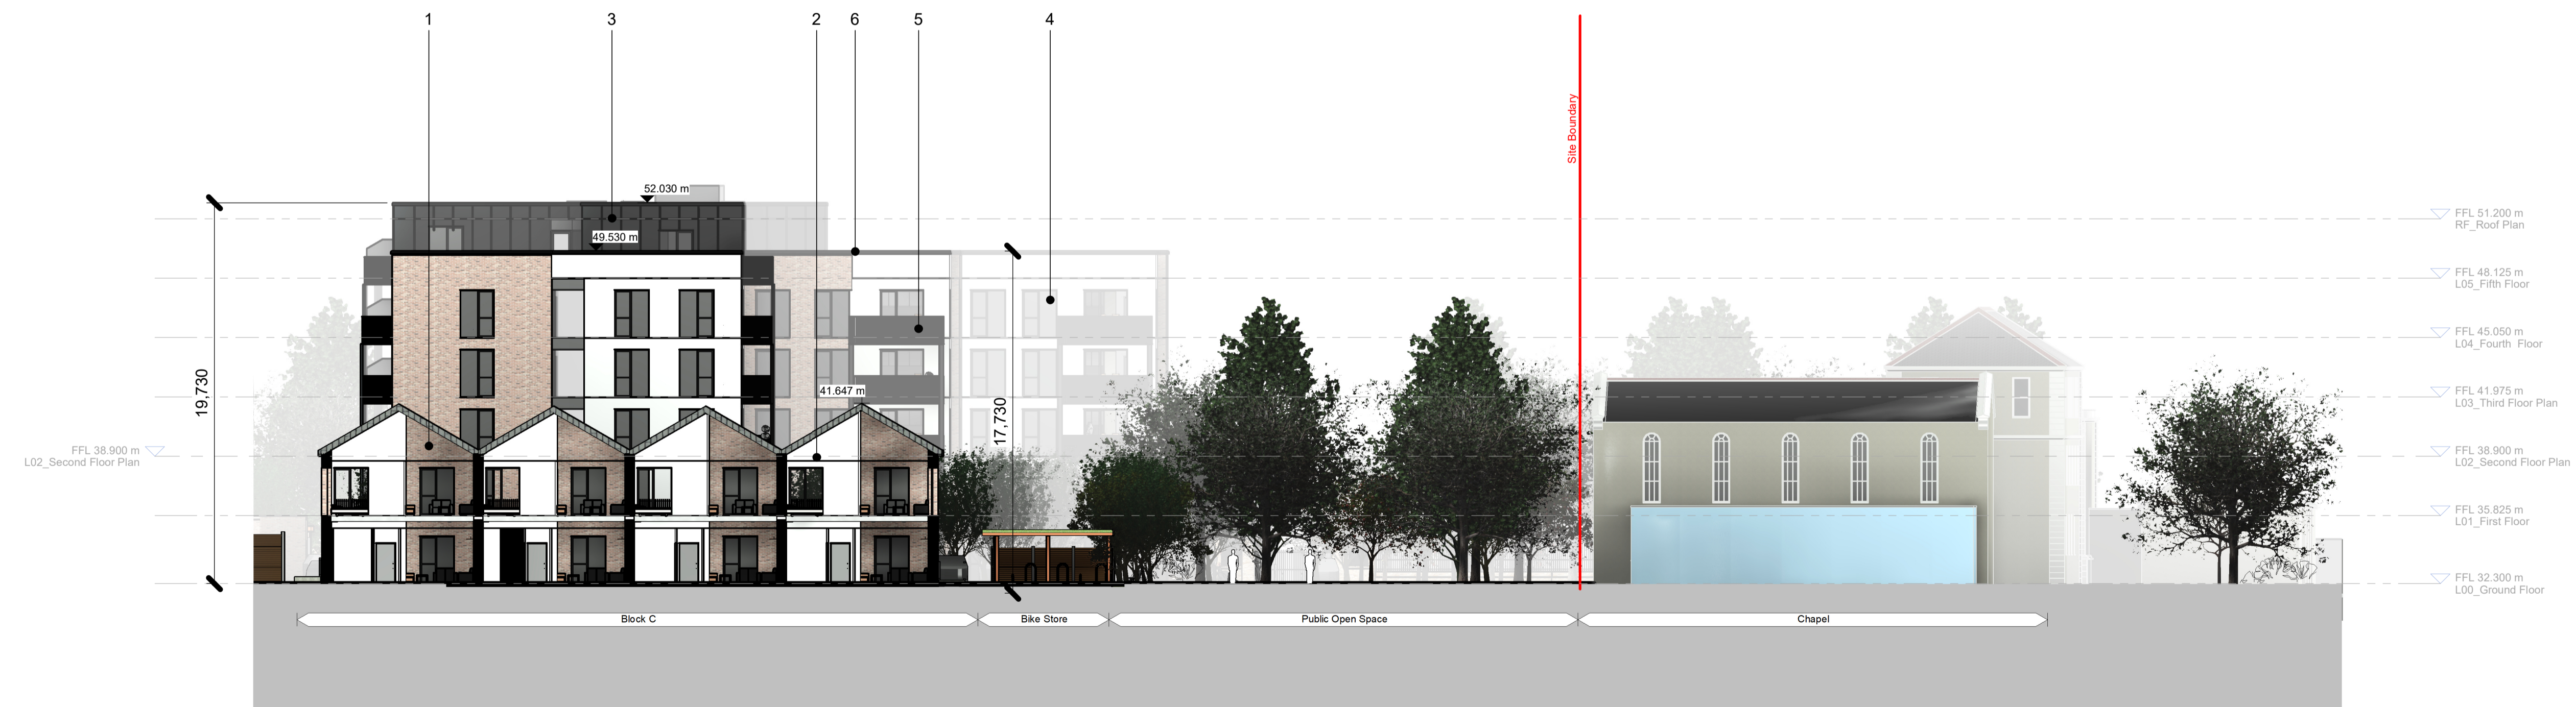 1
3
2
6
5
4
Site Boundary
52.030 m
49.530 m
41.647 m
19,730
17,730
FFL 38.900 m
L02_Second Floor Plan
FFL 51.200 m
RF_Roof Plan
FFL 48.125 m
L05_Fifth Floor
FFL 45.050 m
L04_Fourth Floor
FFL 41.975 m
L03_Third Floor Plan
FFL 38.900 m
L02_Second Floor Plan
FFL 35.825 m
L01_First Floor
FFL 32.300 m
L00_Ground Floor
Block C
Bike Store
Public Open Space
Chapel